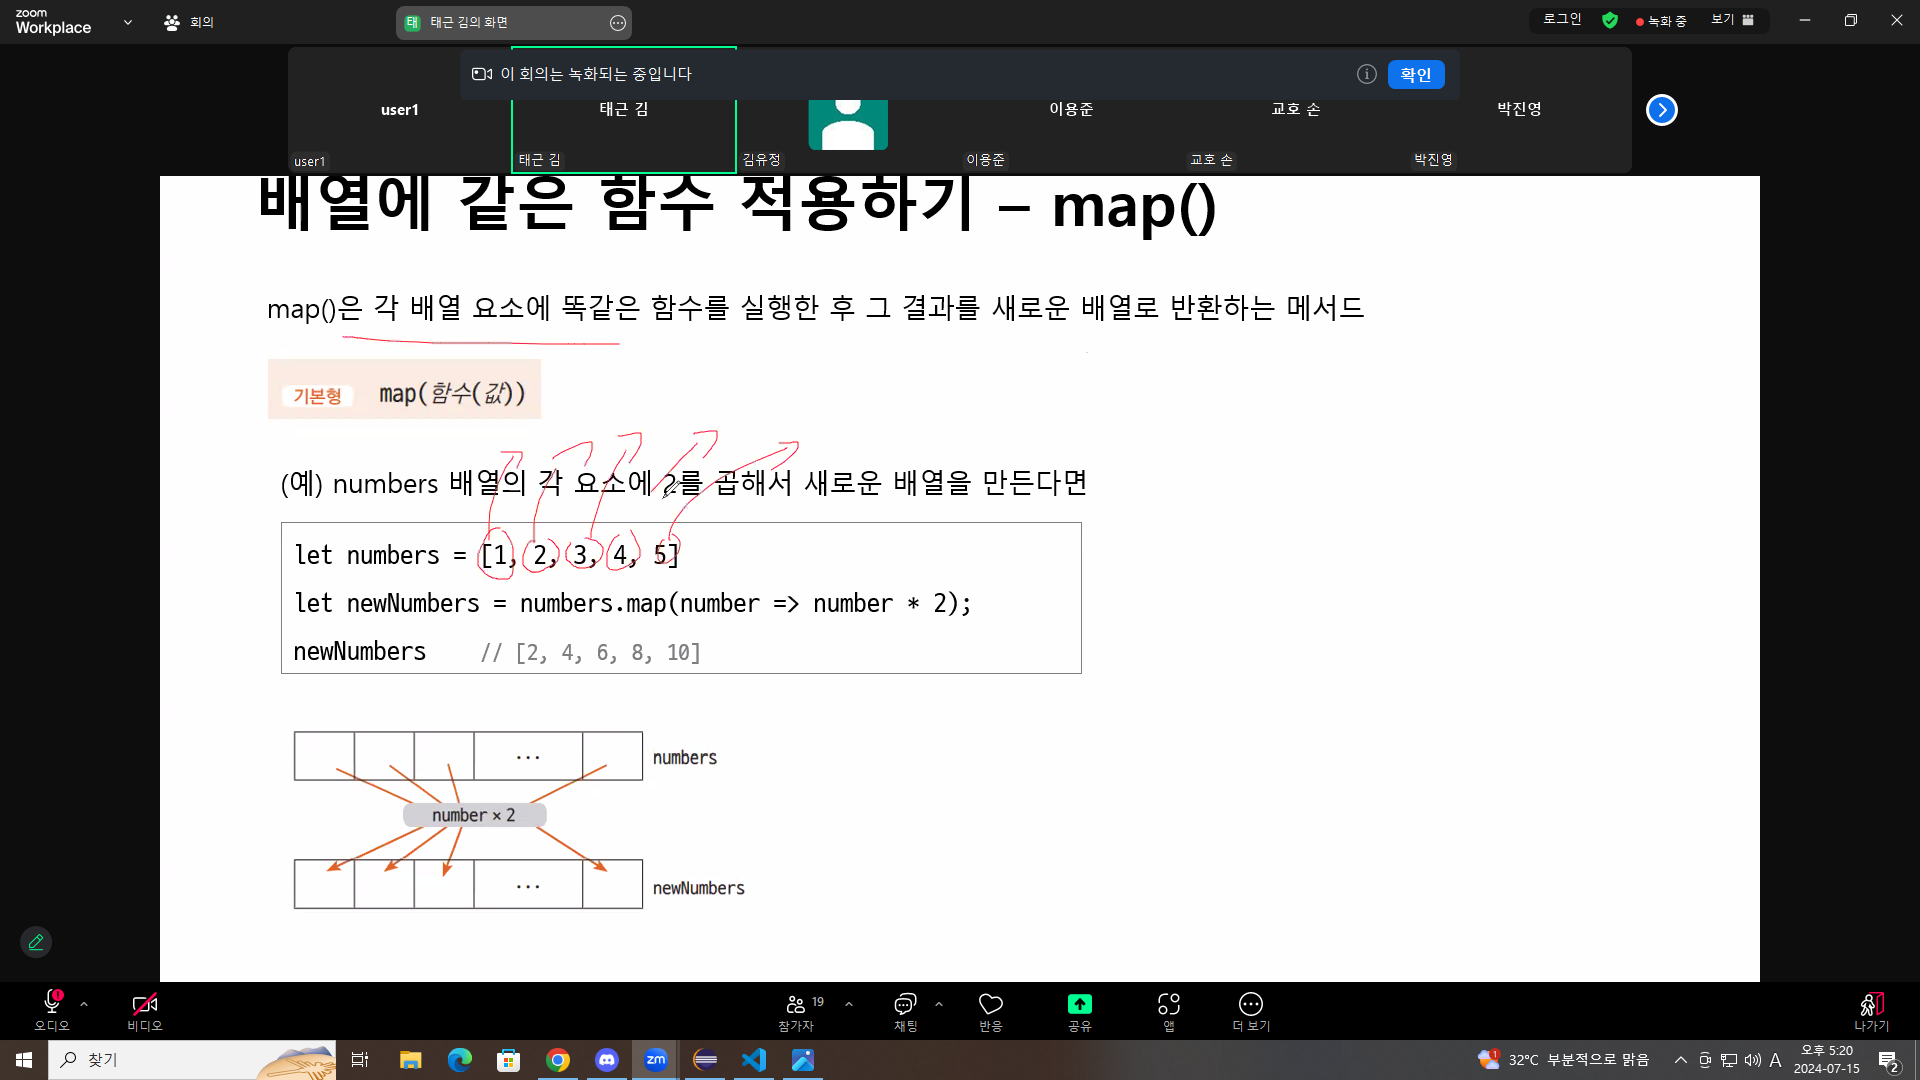 zoom
Workplace
회의
태 태근 김의 화면
로그인
녹화 중
보기
이 회의는 녹화되는 중입니다
확인
user1
태근 김
이용준
교호 손
박진영
user1
태근 김
김유정
이용준
교호 손
박진영
배열에 같은 함수 적용하기 – map()
map()은 각 배열 요소에 똑같은 함수를 실행한 후 그 결과를 새로운 배열로 반환하는 메서드
기본형 map(함수(값))
(예) numbers 배열의 각 요소에 2를 곱해서 새로운 배열을 만든다면
let numbers = [1, 2, 3, 4, 5]
let newNumbers = numbers.map(number => number * 2);
newNumbers // [2, 4, 6, 8, 10]
... numbers
number × 2
... newNumbers
오디오
비디오
참가자 19
채팅
반응
공유
앱
더 보기
나가기
찾기
zm
1
32°C 부분적으로 맑음
A
오후 5:20
2024-07-15
2